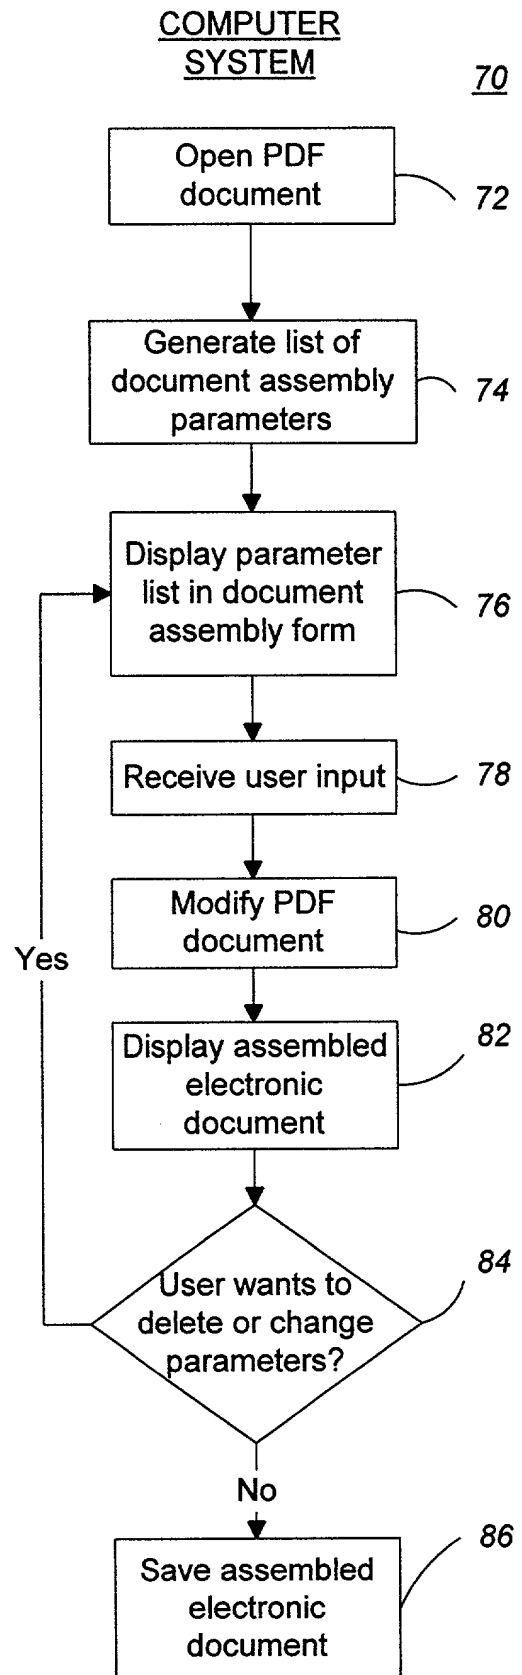 COMPUTER
SYSTEM
70
Open PDF
document
72
Generate list of
document assembly
parameters
74
Display parameter
list in document
assembly form
76
Receive user input
78
Modify PDF
document
80
Yes
Display assembled
electronic
document
82
User wants to
delete or change
parameters?
84
No
Save assembled
electronic
document
86